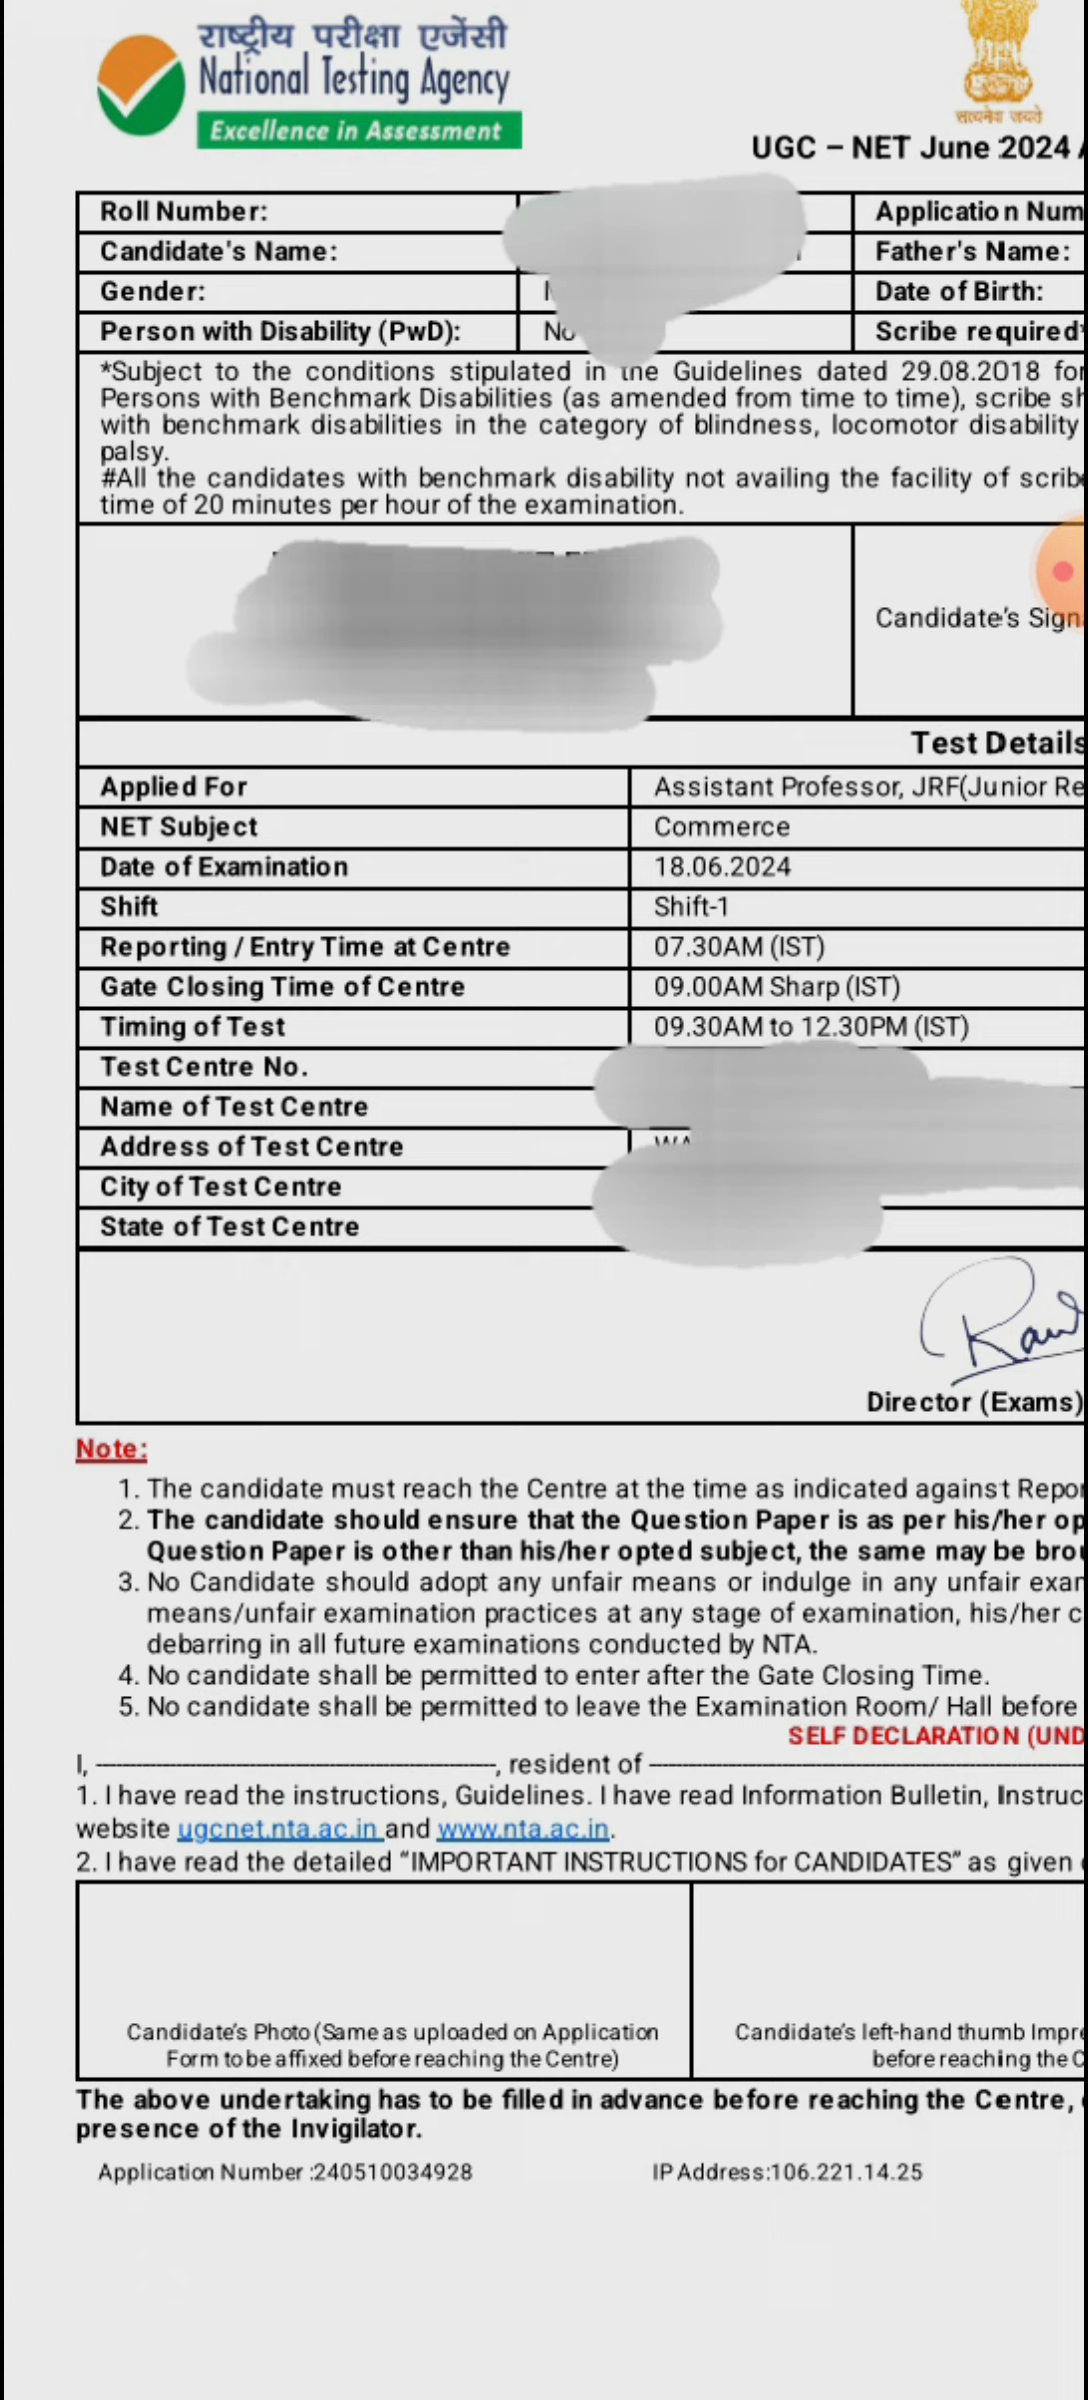 राष्ट्रीय परीक्षा एजेंसी
National Testing Agency
Excellence in Assessment
सत्यमेव जयते
UGC – NET June 2024
Roll Number:
Application Num
Candidate's Name:
Father's Name:
Gender:
Date of Birth:
Person with Disability (PwD): No
Scribe required*
*Subject to the conditions stipulated in the Guidelines dated 29.08.2018 for
Persons with Benchmark Disabilities (as amended from time to time), scribe sh
with benchmark disabilities in the category of blindness, locomotor disability
palsy.
#All the candidates with benchmark disability not availing the facility of scribe
time of 20 minutes per hour of the examination.
Candidate's Sign
Test Details
Applied For Assistant Professor, JRF(Junior Re
NET Subject Commerce
Date of Examination 18.06.2024
Shift Shift-1
Reporting / Entry Time at Centre 07.30AM (IST)
Gate Closing Time of Centre 09.00AM Sharp (IST)
Timing of Test 09.30AM to 12.30PM (IST)
Test Centre No.
Name of Test Centre
Address of Test Centre
City of Test Centre
State of Test Centre
Director (Exams)
Note:
1. The candidate must reach the Centre at the time as indicated against Repor
2. The candidate should ensure that the Question Paper is as per his/her op
Question Paper is other than his/her opted subject, the same may be brou
3. No Candidate should adopt any unfair means or indulge in any unfair exam
means/unfair examination practices at any stage of examination, his/her c
debarring in all future examinations conducted by NTA.
4. No candidate shall be permitted to enter after the Gate Closing Time.
5. No candidate shall be permitted to leave the Examination Room/ Hall before
SELF DECLARATION (UND
I, , resident of
1. I have read the instructions, Guidelines. I have read Information Bulletin, Instruc
website ugcnet.nta.ac.in and www.nta.ac.in.
2. I have read the detailed “IMPORTANT INSTRUCTIONS for CANDIDATES” as given
Candidate's Photo(Same as uploaded on Application
Form to be affixed before reaching the Centre)
Candidate's left-hand thumb Impre
before reaching the C
The above undertaking has to be filled in advance before reaching the Centre,
presence of the Invigilator.
Application Number :240510034928 IP Address:106.221.14.25